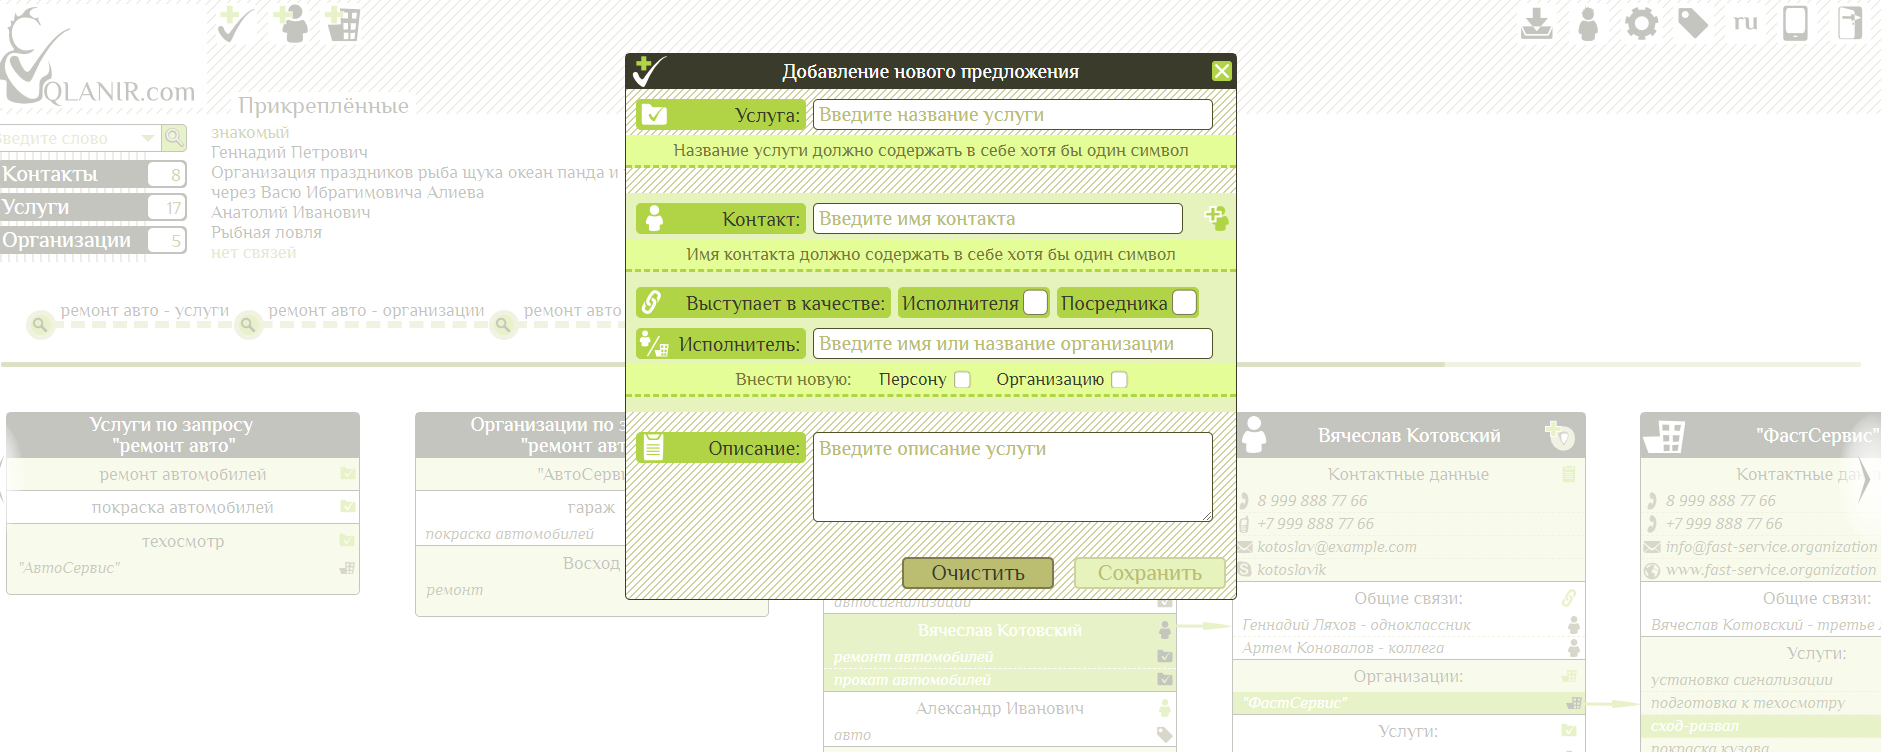 QLANIR.com
ru
Прикреплённые
Введите слово
Контакты 8
Услуги 17
Организации 5
знакомый
Геннадий Петрович
Организация праздников рыба щука океан панда и
через Васю Ибрагимовича Алиева
Анатолий Иванович
Рыбная ловля
нет связей
ремонт авто - услуги
ремонт авто - организации
ремонт авто
Добавление нового предложения
Услуга: Введите название услуги
Название услуги должно содержать в себе хотя бы один символ
Контакт: Введите имя контакта
Имя контакта должно содержать в себе хотя бы один символ
Выступает в качестве: Исполнителя Посредника
Исполнитель: Введите имя или название организации
Внести новую: Персону Организацию
Описание: Введите описание услуги
Очистить Сохранить
Услуги по запросу
"ремонт авто"
ремонт автомобилей
покраска автомобилей
техосмотр
"АвтоСервис"
Организации по з
"ремонт авт
"АвтоСерви
гараж
покраска автомобилей
Восход
ремонт
автосигнализации
Вячеслав Котовский
ремонт автомобилей
прокат автомобилей
Александр Иванович
авто
Вячеслав Котовский
Контактные данные
8 999 888 77 66
+7 999 888 77 66
kotoslav@example.com
kotoslavik
Общие связи:
Геннадий Ляхов - одноклассник
Артем Коновалов - коллега
Организации:
"ФастСервис"
Услуги:
"ФастСервис"
Контактные дан
8 999 888 77 66
+7 999 888 77 66
info@fast-service.organization
www.fast-service.organization
Общие связи:
Вячеслав Котовский - третье
Услуги:
установка сигнализации
подготовка к техосмотру
сход-развал
покраска кузова